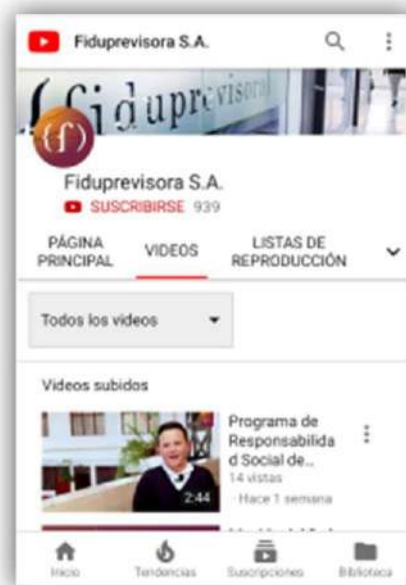 Fiduprevisora S.A.
fiduprevisora
{f}
Fiduprevisora S.A.
SUSCRIBIRSE 939
PÁGINA PRINCIPAL
VIDEOS
LISTAS DE REPRODUCCIÓN
Todos los videos
Videos subidos
Programa de
Responsabilida
d Social de...
14 vistas
· Hace 1 semana
2:44
Inicio
Tendencias
Suscripciones
Biblioteca